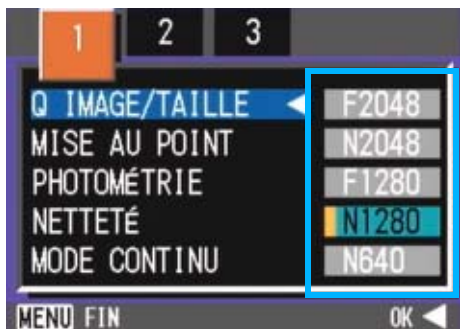 1 2 3
Q IMAGE/TAILLE F2048
MISE AU POINT N2048
PHOTOMÉTRIE F1280
NETTETÉ N1280
MODE CONTINU N640
MENU FIN OK